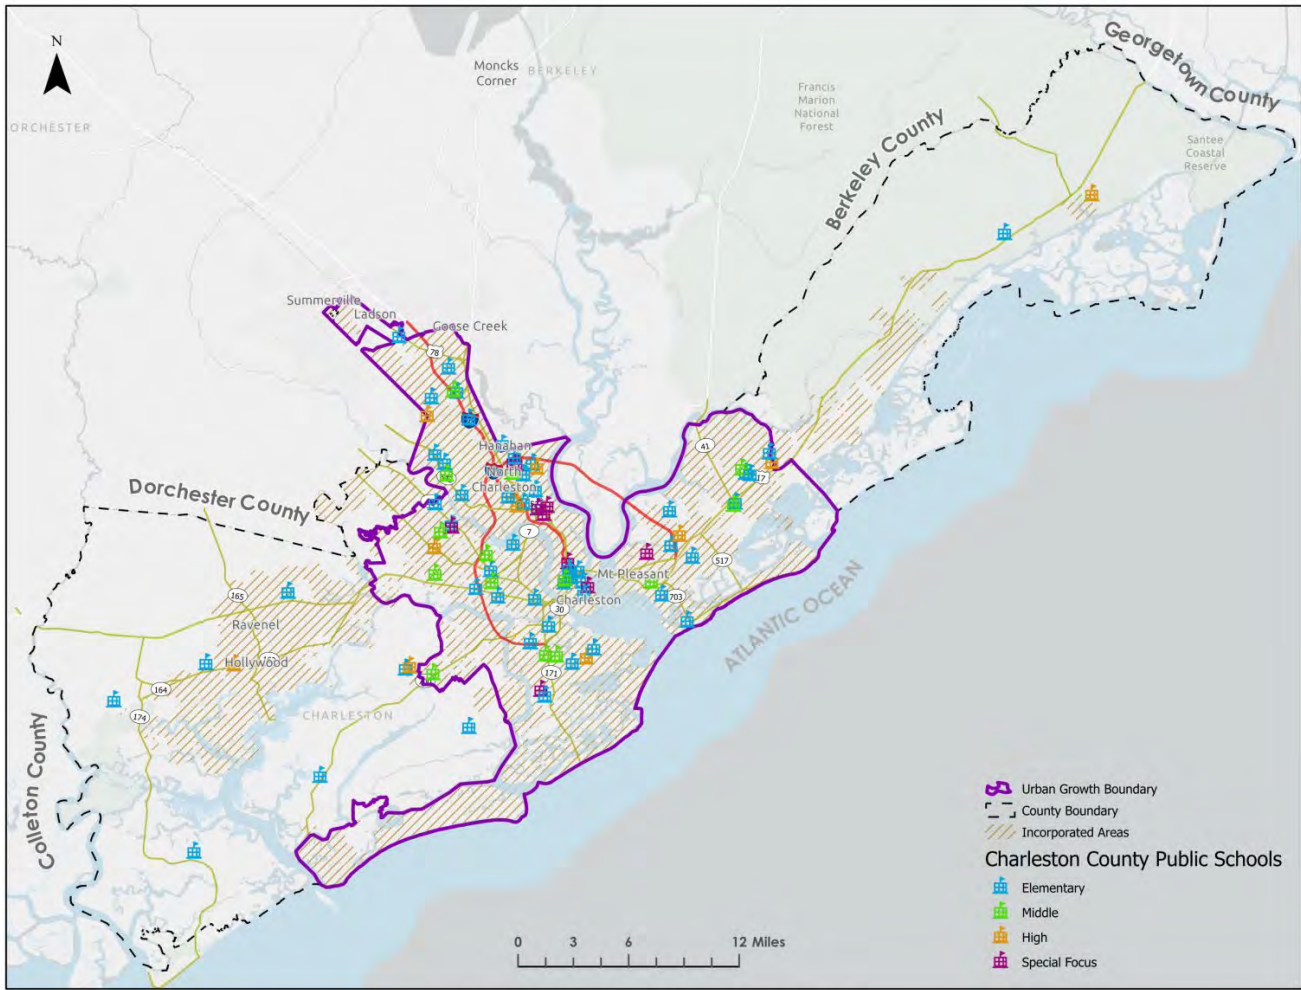 N
Moncks
Corner
BERKELEY
Georgetown County
Francis
Marion
National
Forest
ORCHESTER
Santee
Coastal
Reserve
Berkeley County
Summerville
Ladson
Goose Creek
78
41
Hanahan
North
Charleston
17
Dorchester County
7
517
Mt Pleasant
Charleston
703
30
165
Ravenel
ATLANTIC OCEAN
Hollywood
164
171
174
CHARLESTON
Colleton County
Urban Growth Boundary
County Boundary
Incorporated Areas
Charleston County Public Schools
Elementary
Middle
High
Special Focus
0 3 6 12 Miles